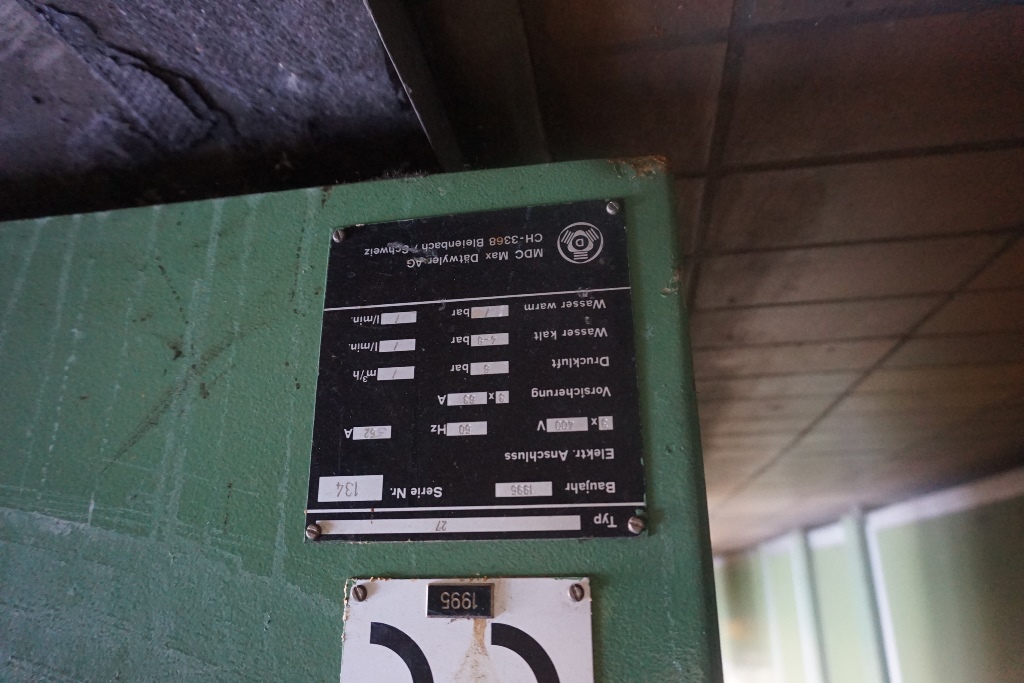 1995
Typ 27
Baujahr 1995 Serie Nr. 134
Elektr. Anschluss
3 x 400 V 50 Hz A
Vorsicherung 3 x 63 A
Druckluft 6 bar / m³/h
Wasser kalt 4-6 bar / l/min.
Wasser warm / bar / l/min.
D
MDC Max Dätwyler AG
CH-3368 Bleienbach / Schweiz